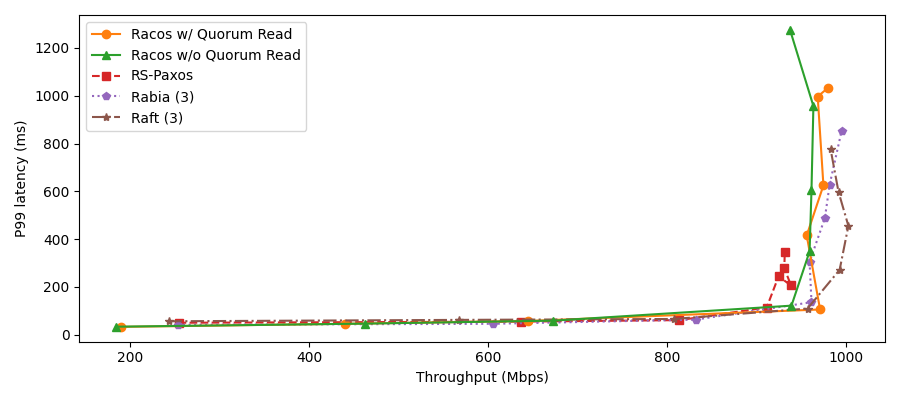 Racos w/ Quorum Read
Racos w/o Quorum Read
RS-Paxos
Rabia (3)
Raft (3)
P99 latency (ms)
1200
1000
800
600
400
200
0
200 400 600 800 1000
Throughput (Mbps)